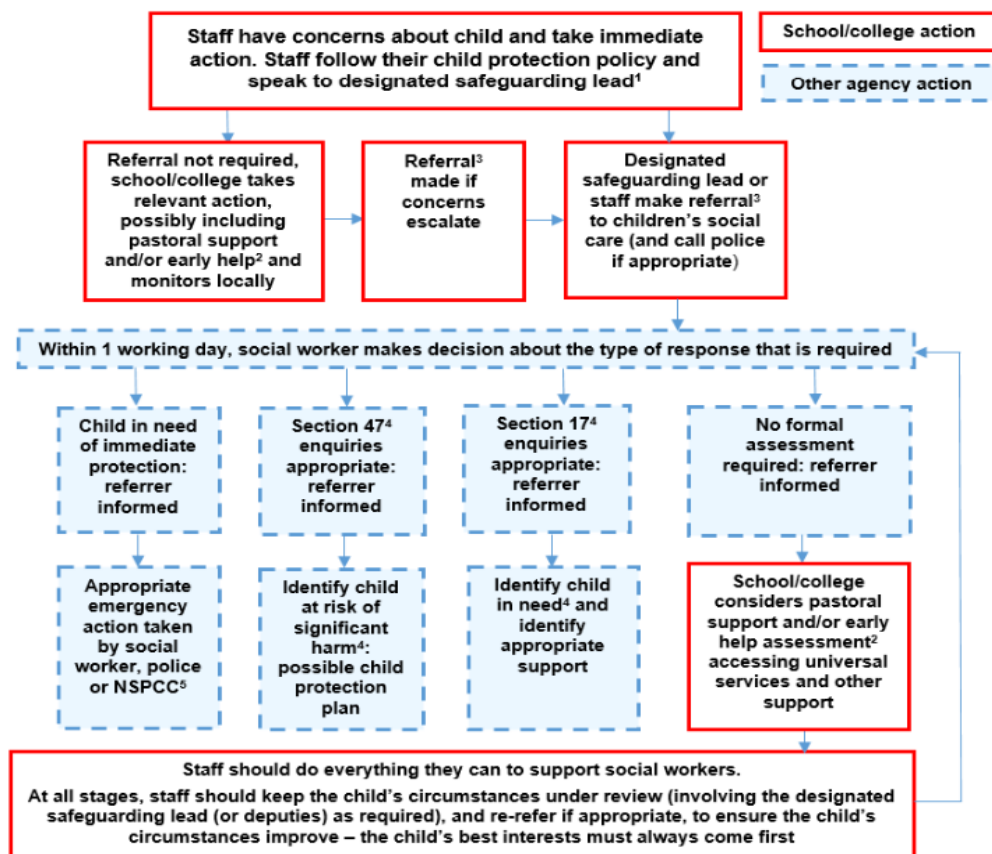 Staff have concerns about child and take immediate
action. Staff follow their child protection policy and
speak to designated safeguarding lead¹
School/college action
Other agency action
Referral not required,
school/college takes
relevant action,
possibly including
pastoral support
and/or early help² and
monitors locally
Referral³
made if
concerns
escalate
Designated
safeguarding lead or
staff make referral³
to children’s social
care (and call police
if appropriate)
Within 1 working day, social worker makes decision about the type of response that is required
Child in need
of immediate
protection:
referrer
informed
Section 47⁴
enquiries
appropriate:
referrer
informed
Section 17⁴
enquiries
appropriate:
referrer
informed
No formal
assessment
required: referrer
informed
Appropriate
emergency
action taken
by social
worker, police
or NSPCC⁵
Identify child
at risk of
significant
harm⁴:
possible child
protection
plan
Identify child
in need⁴ and
identify
appropriate
support
School/college
considers pastoral
support and/or early
help assessment²
accessing universal
services and other
support
Staff should do everything they can to support social workers.
At all stages, staff should keep the child’s circumstances under review (involving the designated
safeguarding lead (or deputies) as required), and re-refer if appropriate, to ensure the child’s
circumstances improve – the child’s best interests must always come first